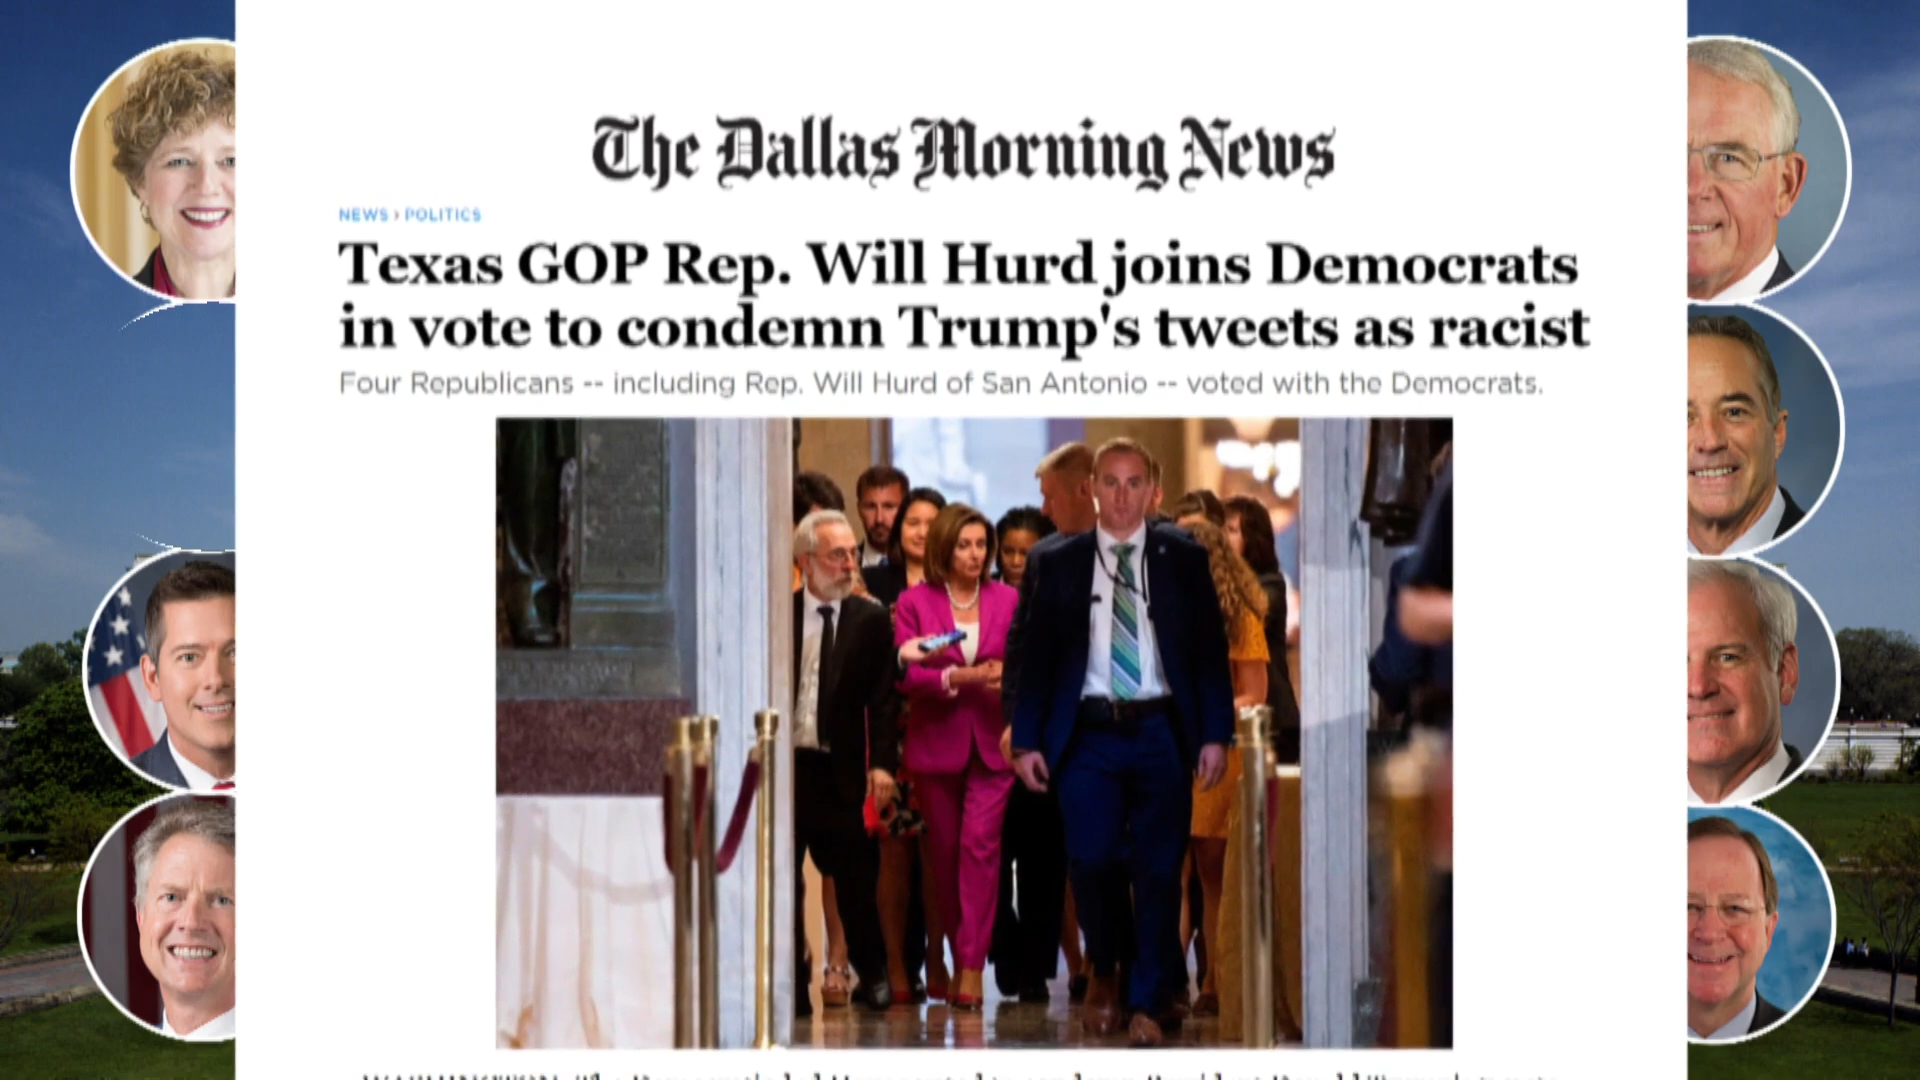 The Dallas Morning News
NEWS › POLITICS
Texas GOP Rep. Will Hurd joins Democrats
in vote to condemn Trump's tweets as racist
Four Republicans -- including Rep. Will Hurd of San Antonio -- voted with the Democrats.